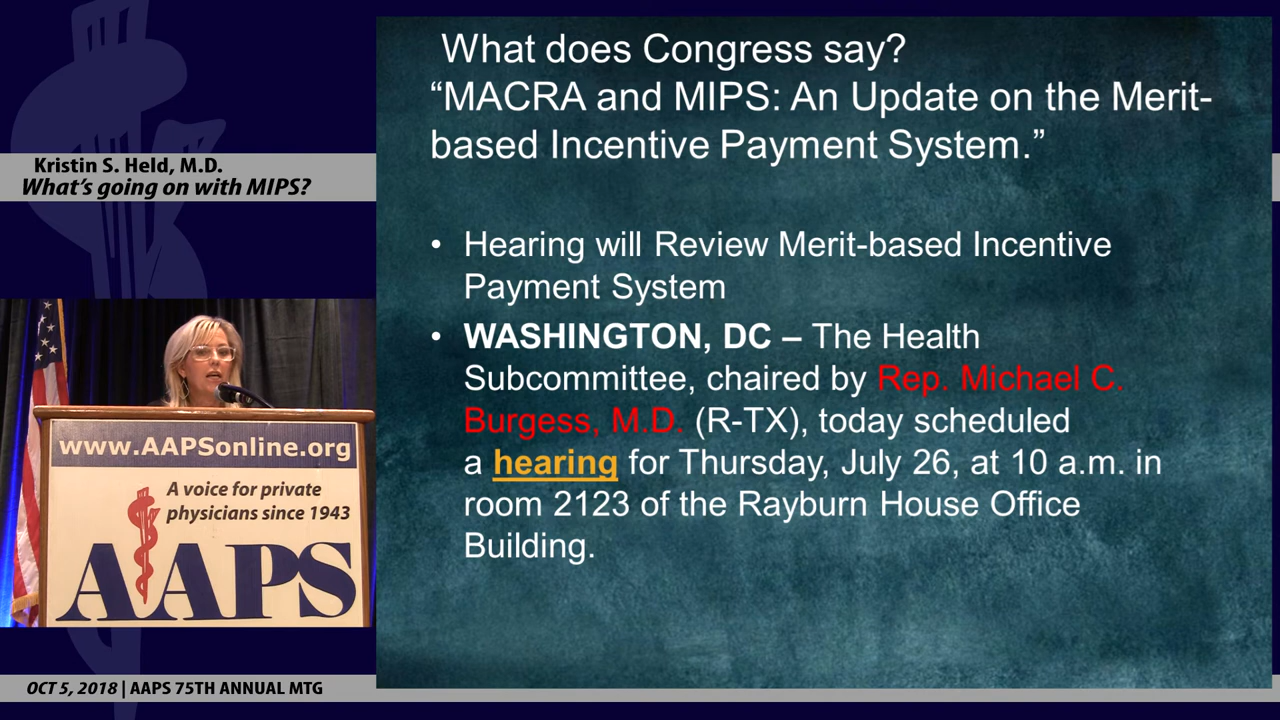 Kristin S. Held, M.D.
What's going on with MIPS?
www.AAPSonline.org
A voice for private
physicians since 1943
AAPS
OCT 5, 2018 | AAPS 75TH ANNUAL MTG
What does Congress say?
“MACRA and MIPS: An Update on the Merit-
based Incentive Payment System.”
• Hearing will Review Merit-based Incentive
Payment System
• WASHINGTON, DC – The Health
Subcommittee, chaired by Rep. Michael C.
Burgess, M.D. (R-TX), today scheduled
a hearing for Thursday, July 26, at 10 a.m. in
room 2123 of the Rayburn House Office
Building.